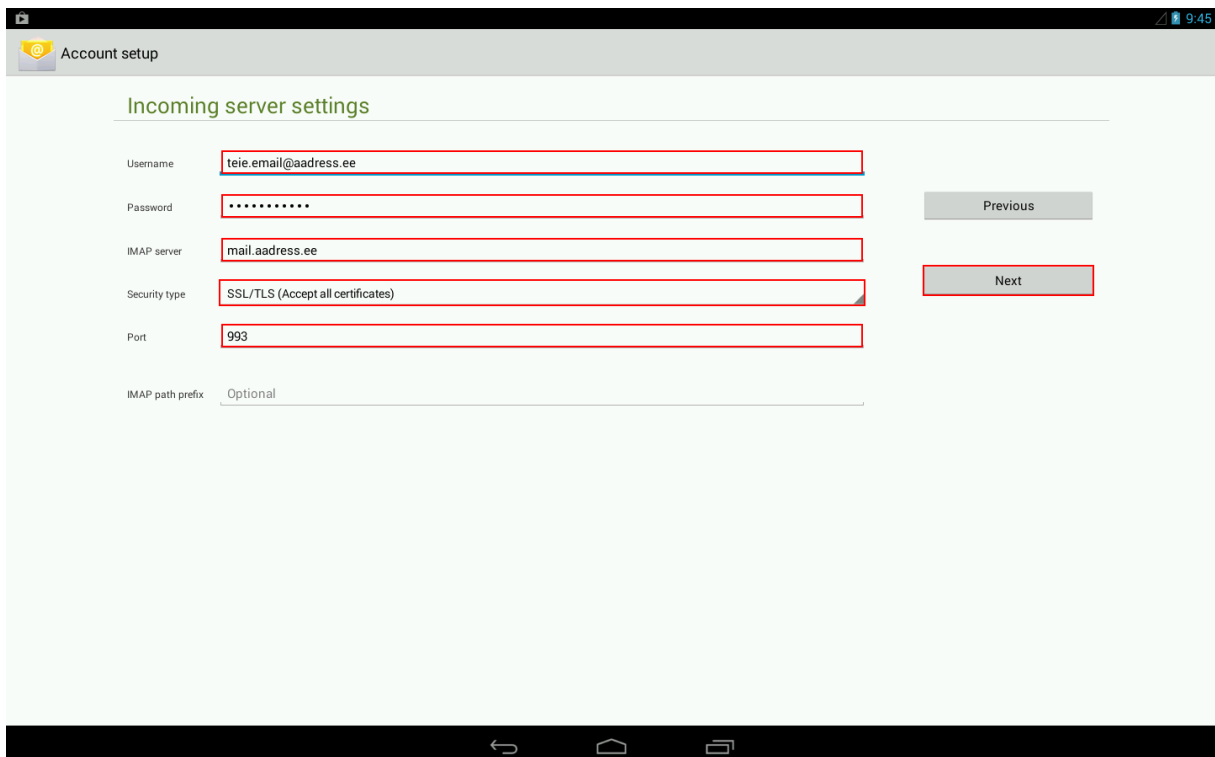 9:45
Account setup
Incoming server settings
Username teie.email@aadress.ee
Password •••••••••••
Previous
IMAP server mail.aadress.ee
Next
Security type SSL/TLS (Accept all certificates)
Port 993
IMAP path prefix Optional